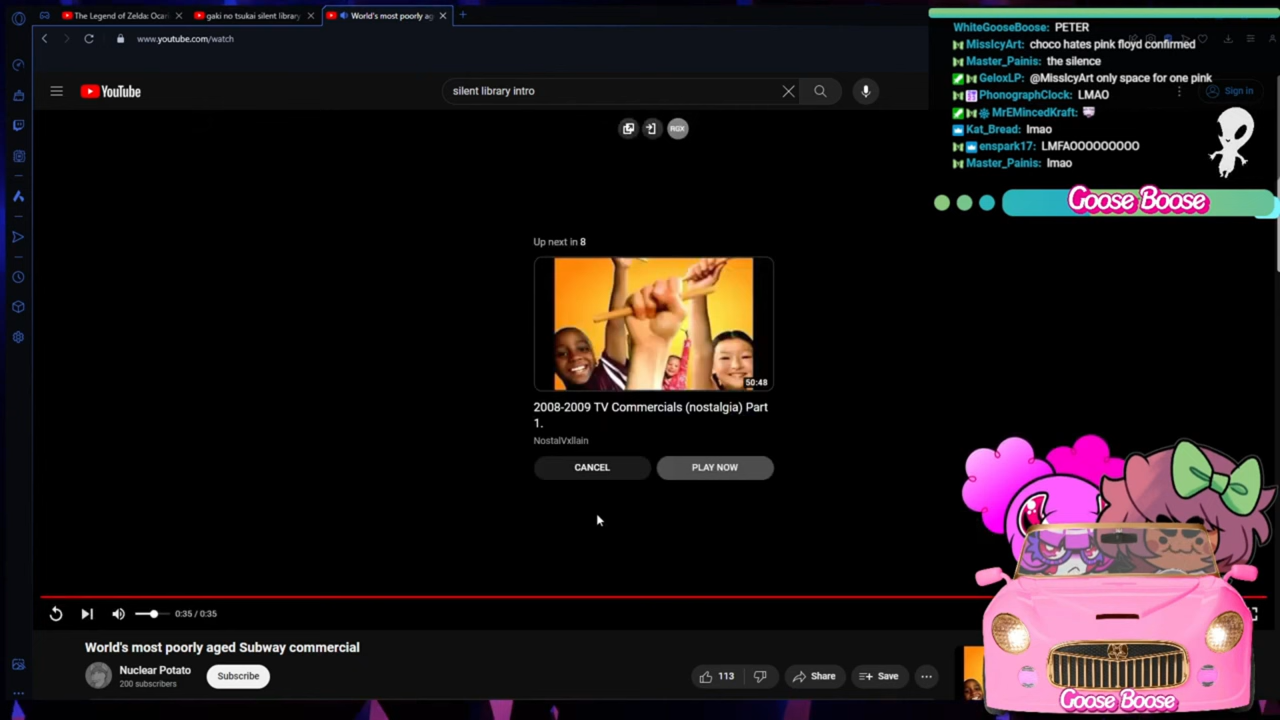 The Legend of Zelda: Ocari
gaki no tsukai silent library
World's most poorly ag
www.youtube.com/watch
YouTube
silent library intro
Sign in
RGX
Up next in 8
50:48
2008-2009 TV Commercials (nostalgia) Part
1.
NostalVxllain
CANCEL
PLAY NOW
0:35 / 0:35
World's most poorly aged Subway commercial
Nuclear Potato
200 subscribers
Subscribe
113
Share
Save
WhiteGooseBoose: PETER
MissIcyArt: choco hates pink floyd confirmed
Master_Painis: the silence
GeloxLP: @MissIcyArt only space for one pink
PhonographClock: LMAO
MrEMincedKraft:
Kat_Bread: lmao
enspark17: LMFAOOOOOOOOO
Master_Painis: lmao
Goose Boose
Goose Boose